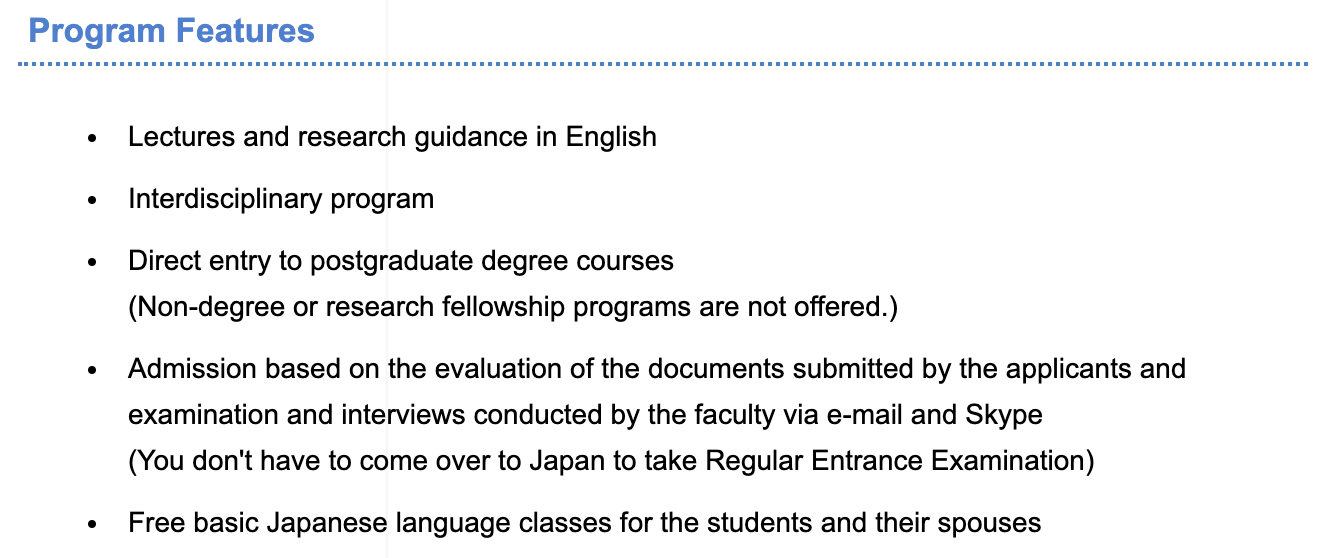 Program Features
• Lectures and research guidance in English
• Interdisciplinary program
• Direct entry to postgraduate degree courses
(Non-degree or research fellowship programs are not offered.)
• Admission based on the evaluation of the documents submitted by the applicants and
examination and interviews conducted by the faculty via e-mail and Skype
(You don't have to come over to Japan to take Regular Entrance Examination)
• Free basic Japanese language classes for the students and their spouses